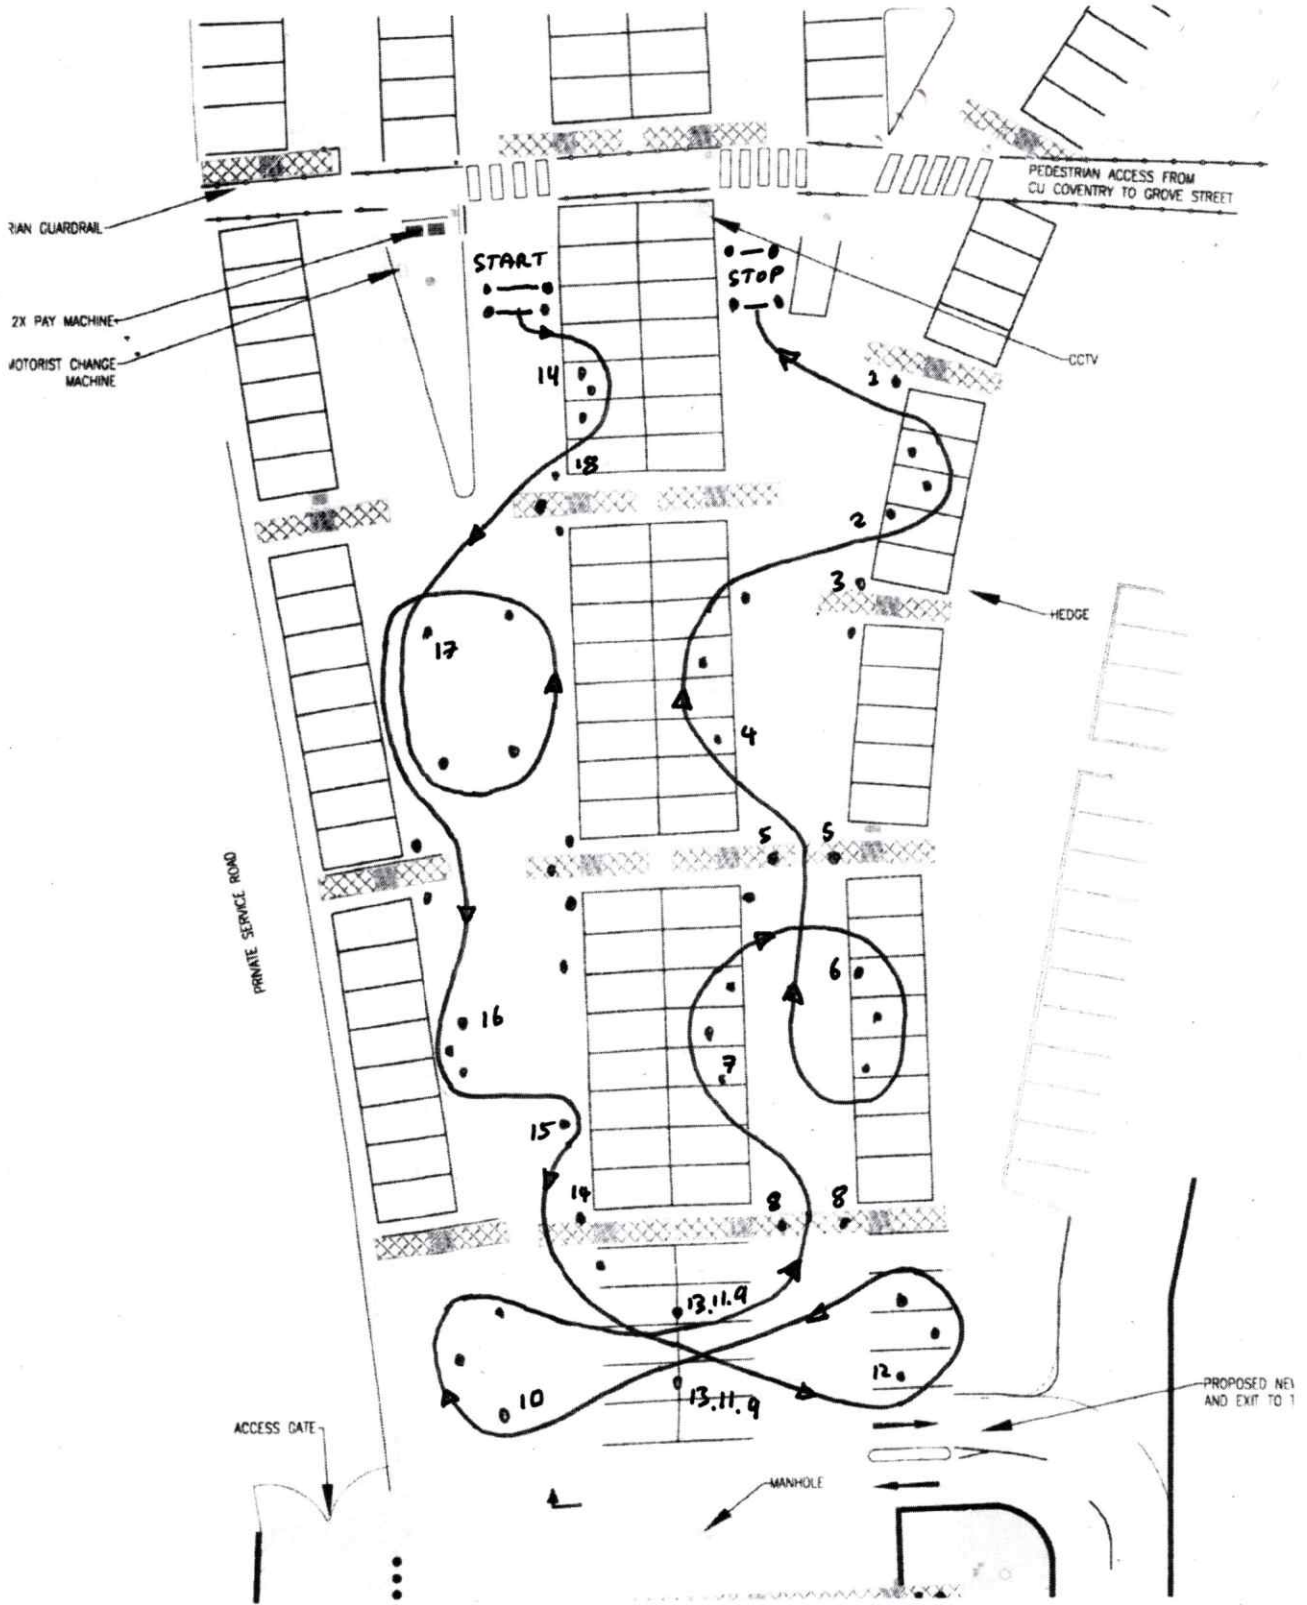 PEDESTRIAN ACCESS FROM
CU COVENTRY TO GROVE STREET
RIAN GUARDRAIL
START
STOP
2X PAY MACHINE
MOTORIST CHANGE
MACHINE
CCTV
14
2
18
2
3
HEDGE
17
4
5 5
PRIVATE SERVICE ROAD
6
16
7
15
14
8 8
13.11.9
12
13.11.9
10
PROPOSED NE
AND EXIT TO
ACCESS GATE
MANHOLE